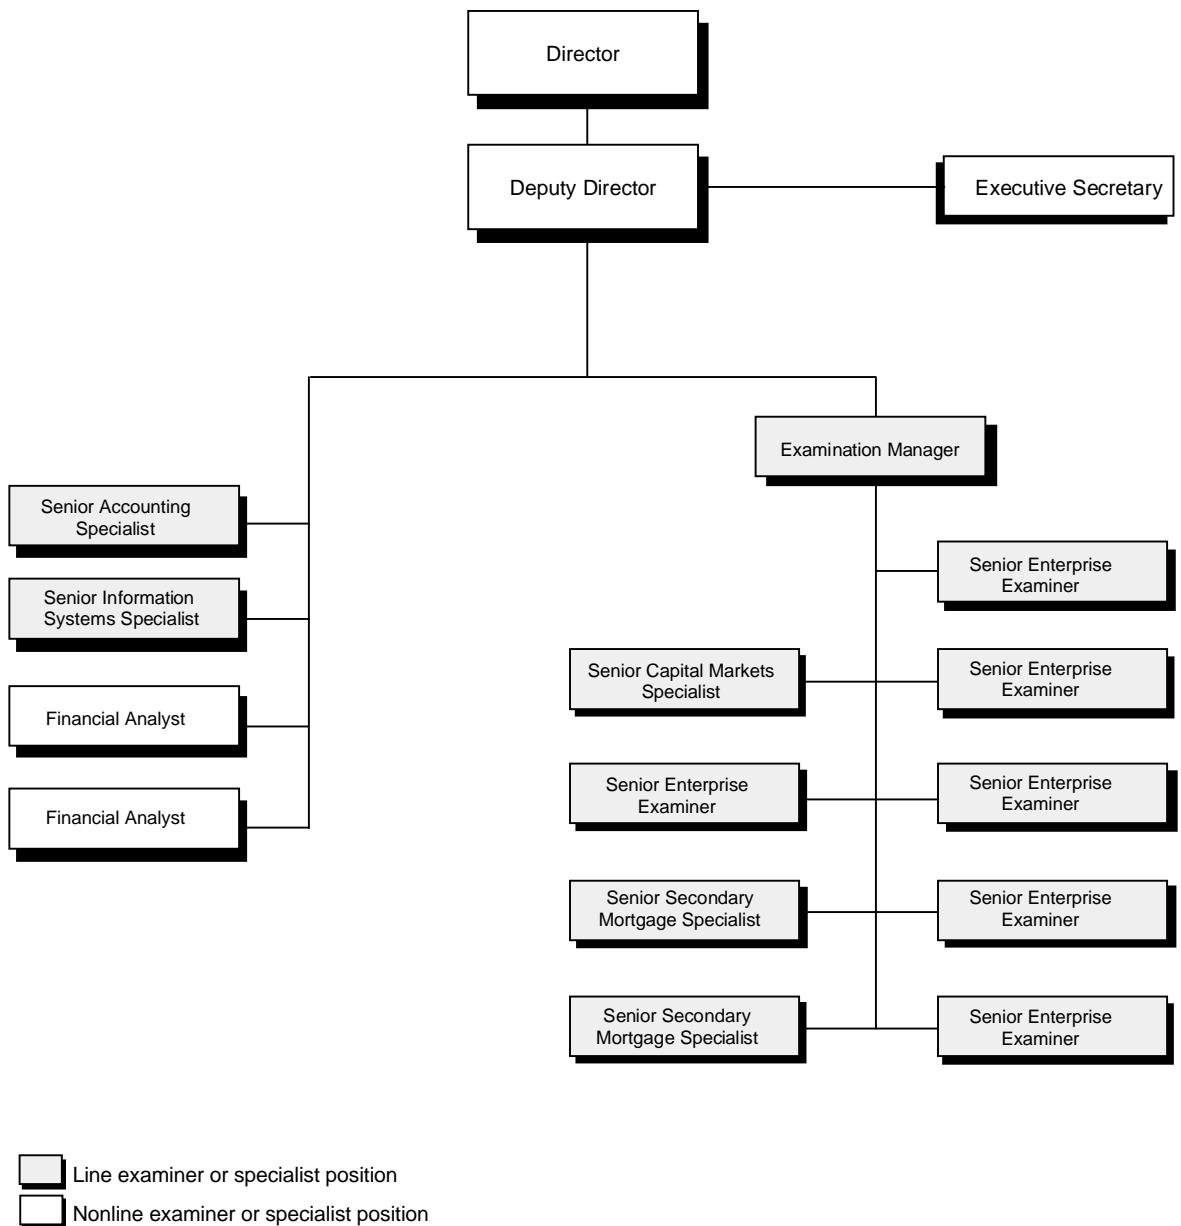 Director
Deputy Director
Executive Secretary
Examination Manager
Senior Accounting
Specialist
Senior Information
Systems Specialist
Financial Analyst
Financial Analyst
Senior Enterprise
Examiner
Senior Capital Markets
Specialist
Senior Enterprise
Examiner
Senior Enterprise
Examiner
Senior Enterprise
Examiner
Senior Secondary
Mortgage Specialist
Senior Enterprise
Examiner
Senior Secondary
Mortgage Specialist
Senior Enterprise
Examiner
Line examiner or specialist position
Nonline examiner or specialist position